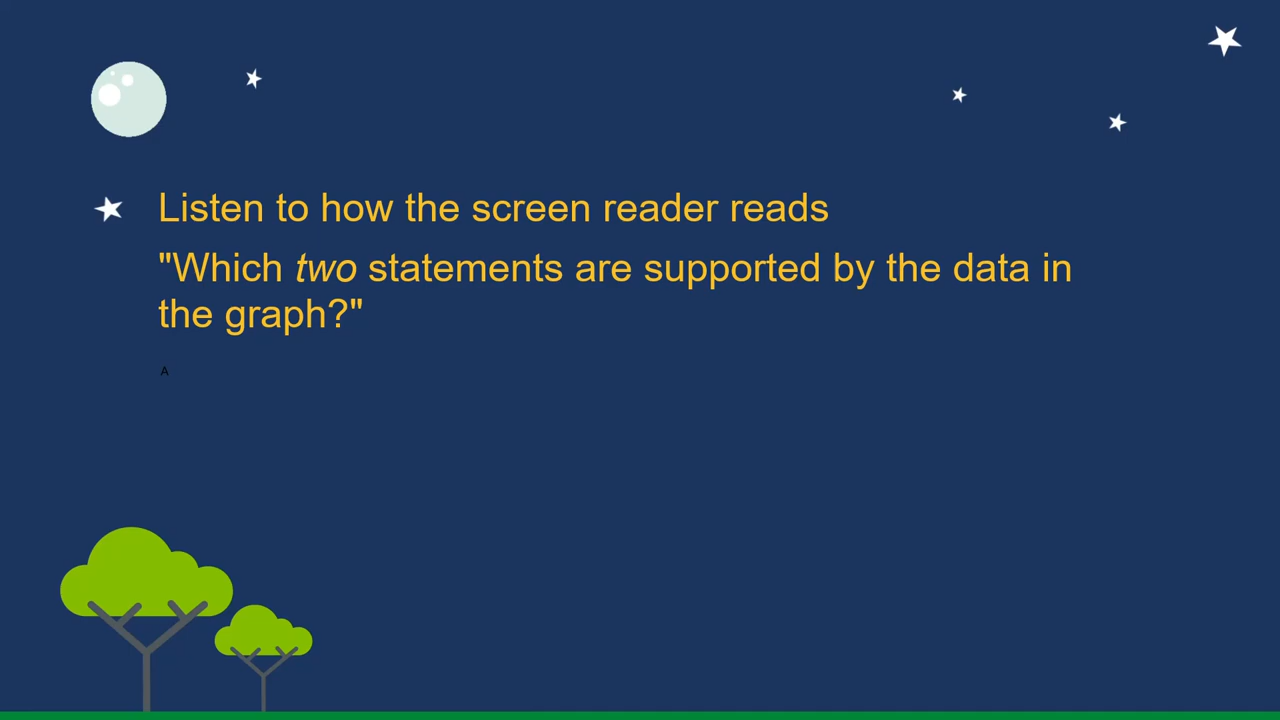 Listen to how the screen reader reads
"Which two statements are supported by the data in
the graph?"
A